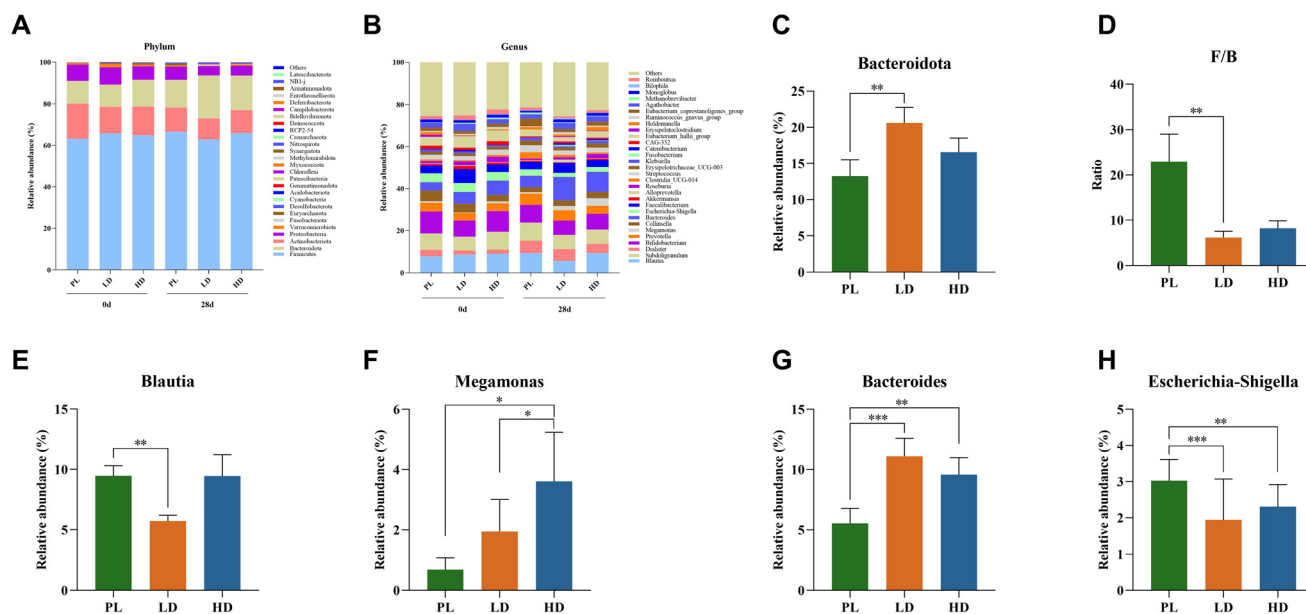 A
Phylum
Relative abundance (%)
100
80
60
40
20
0
PL
LD
HD
PL
LD
HD
0d
28d
Others
Latescibacterota
NB1-j
Armatimonadota
Entotheonellaeota
Deferribacterota
Campilobacterota
Bdellovibrionota
Deinococcota
RCP2-54
Crenarchaeota
Nitrospirota
Synergistota
Methylomirabilota
Myxococcota
Chloroflexi
Patescibacteria
Gemmatimonadota
Acidobacteriota
Cyanobacteria
Desulfobacterota
Euryarchaeota
Fusobacteriota
Verrucomicrobiota
Proteobacteria
Actinobacteriota
Bacteroidota
Firmicutes
B
Genus
Relative abundance (%)
100
80
60
40
20
0
PL
LD
HD
PL
LD
HD
0d
28d
Others
Romboutsia
Bilophila
Monoglobus
Methanobrevibacter
Agathobacter
Eubacterium_coprostanoligenes_group
Ruminococcus_gnavus_group
Holdemanella
Erysipelatoclostridium
Eubacterium_hallii_group
CAG-352
Catenibacterium
Fusobacterium
Klebsiella
Erysipelotrichaceae_UCG-003
Streptococcus
Clostridia_UCG-014
Roseburia
Alloprevotella
Akkermansia
Faecalibacterium
Escherichia-Shigella
Bacteroides
Collinsella
Megamonas
Prevotella
Bifidobacterium
Dialister
Subdoligranulum
Blautia
C
Bacteroidota
Relative abundance (%)
25
20
15
10
5
0
**
PL LD HD
D
F/B
Ratio
40
30
20
10
0
**
PL LD HD
E
Blautia
Relative abundance (%)
15
10
5
0
**
PL LD HD
F
Megamonas
Relative abundance (%)
6
4
2
0
*
*
PL LD HD
G
Bacteroides
Relative abundance (%)
15
10
5
0
**
***
PL LD HD
H
Escherichia-Shigella
Relative abundance (%)
5
4
3
2
1
0
**
***
PL LD HD